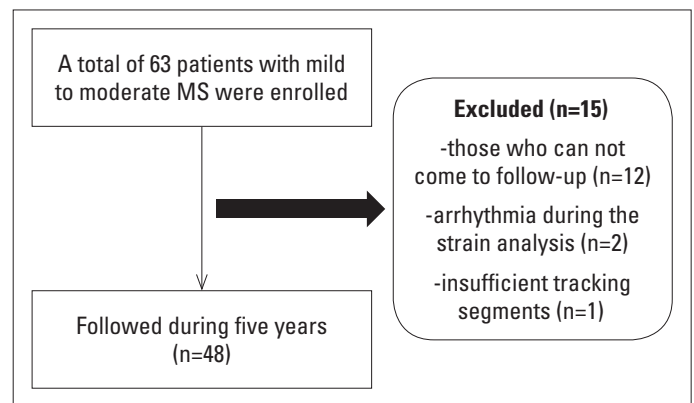 A total of 63 patients with mild
to moderate MS were enrolled
Excluded (n=15)
-those who can not
come to follow-up (n=12)
-arrhythmia during the
strain analysis (n=2)
-insufficient tracking
segments (n=1)
Followed during five years
(n=48)